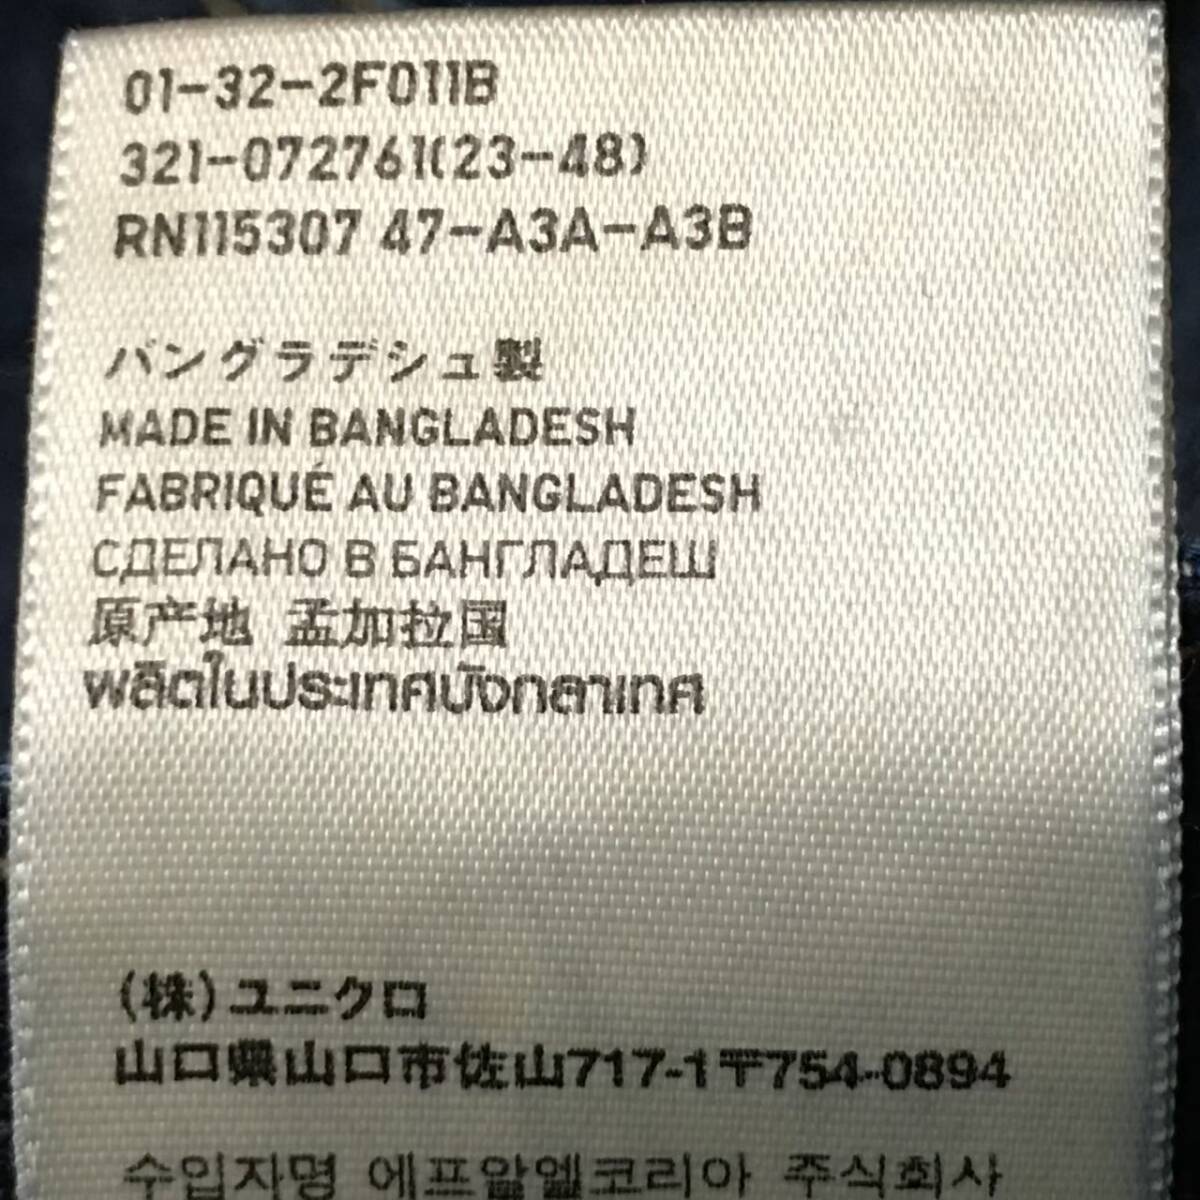 01-32-2F011B
321-072761(23-48)
RN115307 47-A3A-A3B
バングラデシュ製
MADE IN BANGLADESH
FABRIQUÉ AU BANGLADESH
СДЕЛАНО В БАНГЛАДЕШ
原产地 孟加拉国
ผลิตในประเทศบังกลาเทศ
(株)ユニクロ
山口県山口市佐山717-1〒754-0894
수입자명 에프알엘코리아 주식회사